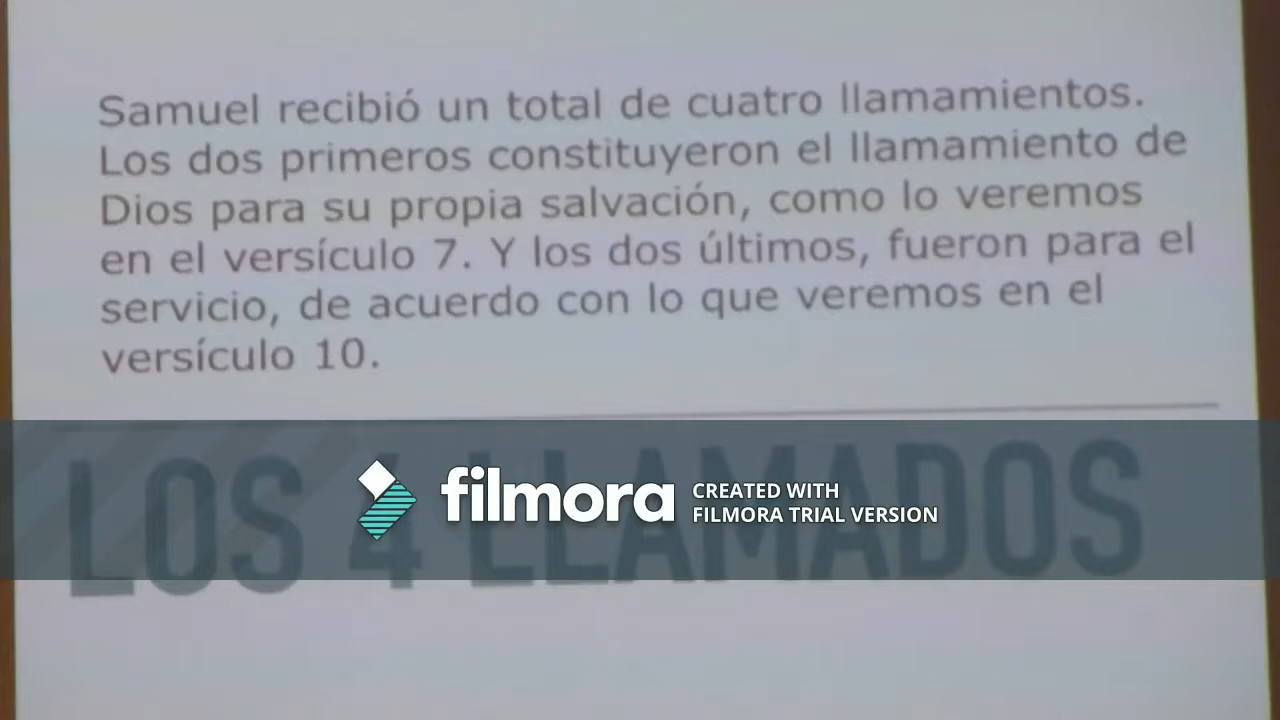 Samuel recibió un total de cuatro llamamientos.
Los dos primeros constituyeron el llamamiento de
Dios para su propia salvación, como lo veremos
en el versículo 7. Y los dos últimos, fueron para el
servicio, de acuerdo con lo que veremos en el
versículo 10.
LOS 4 LLAMADOS
filmora
CREATED WITH
FILMORA TRIAL VERSION